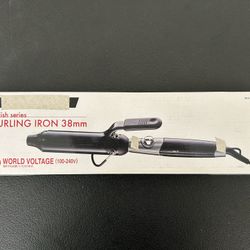 ish series
URLING IRON 38mm
WORLD VOLTAGE (100-240V)